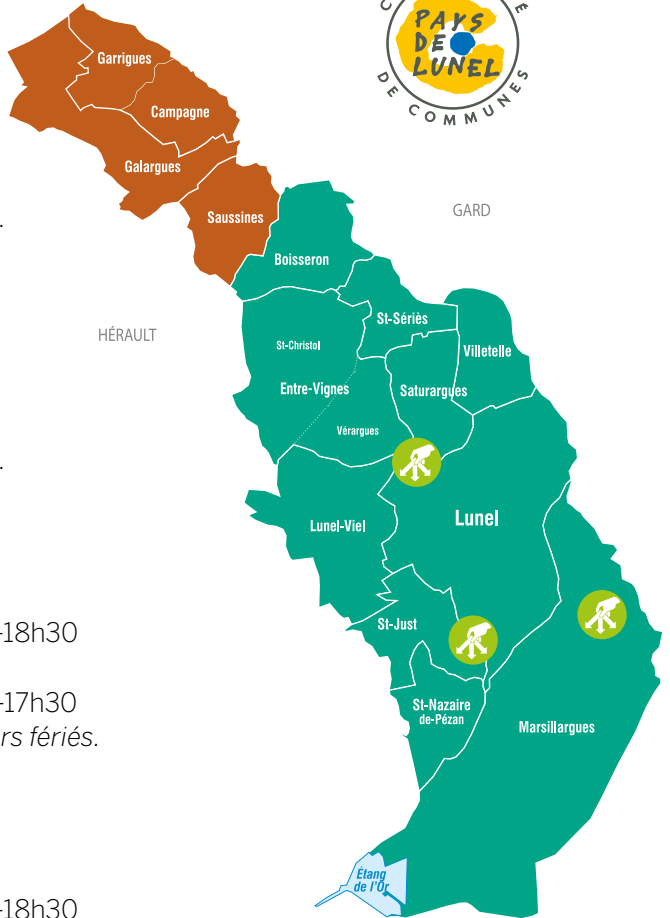 PAYS
DE
LUNEL
DE COMMUNES
Garrigues
Campagne
Galargues
Saussines
GARD
Boisseron
HÉRAULT
St-Sériès
St-Christol
Villetelle
Entre-Vignes
Saturargues
Vérargues
Lunel
Lunel-Viel
St-Just
-18h30
-17h30
rs fériés.
St-Nazaire
de-Pézan
Marsillargues
Étang
de l'Or
-18h30